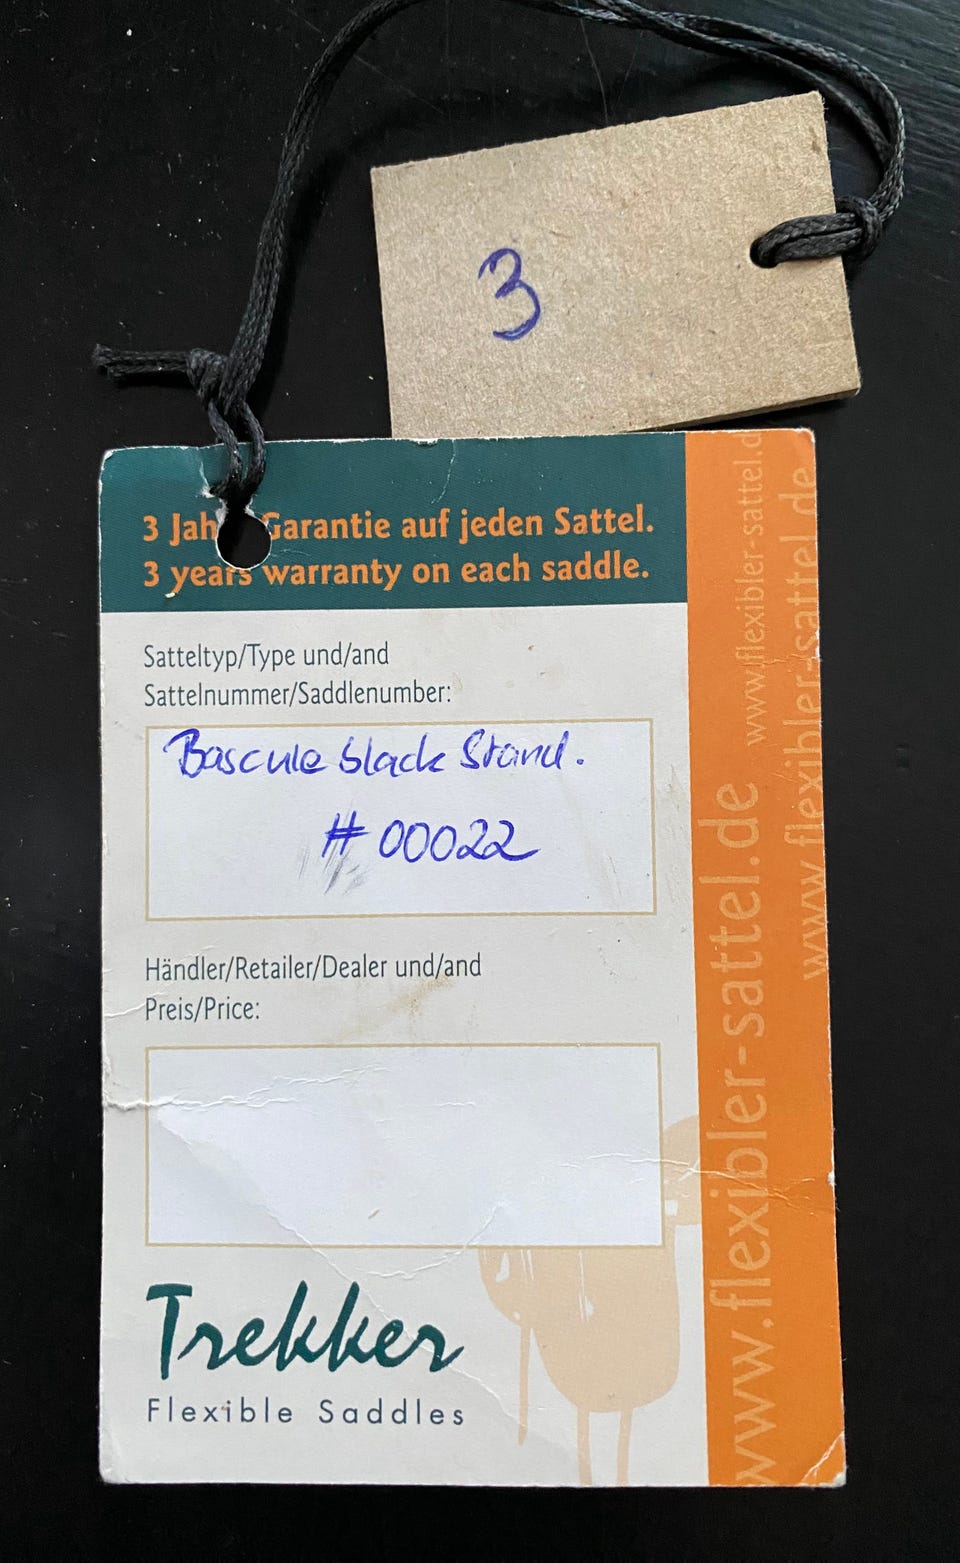 3
3 Jah Garantie auf jeden Sattel.
3 years warranty on each saddle.
Satteltyp/Type und/and
Sattelnummer/Saddlenumber:
Bascule black Stand.
# 00022
Händler/Retailer/Dealer und/and
Preis/Price:
Trekker
Flexible Saddles
www.flexibler-sattel.de
www.flexibler-sattel.d
www.flexibler-sattel.de